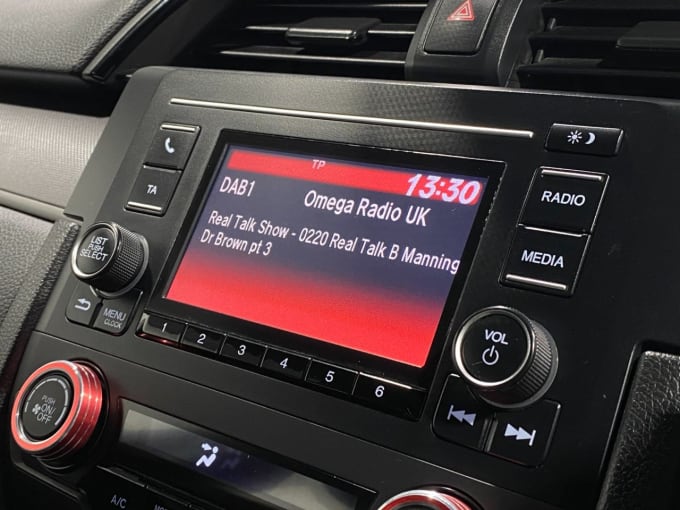 TP
13:30
DAB1
Omega Radio UK
Real Talk Show - 0220 Real Talk B Manning
Dr Brown pt 3
TA
LIST
PUSH
SELECT
MENU
CLOCK
1 2 3 4 5 6
RADIO
MEDIA
VOL
PUSH
ON/
OFF
A/C